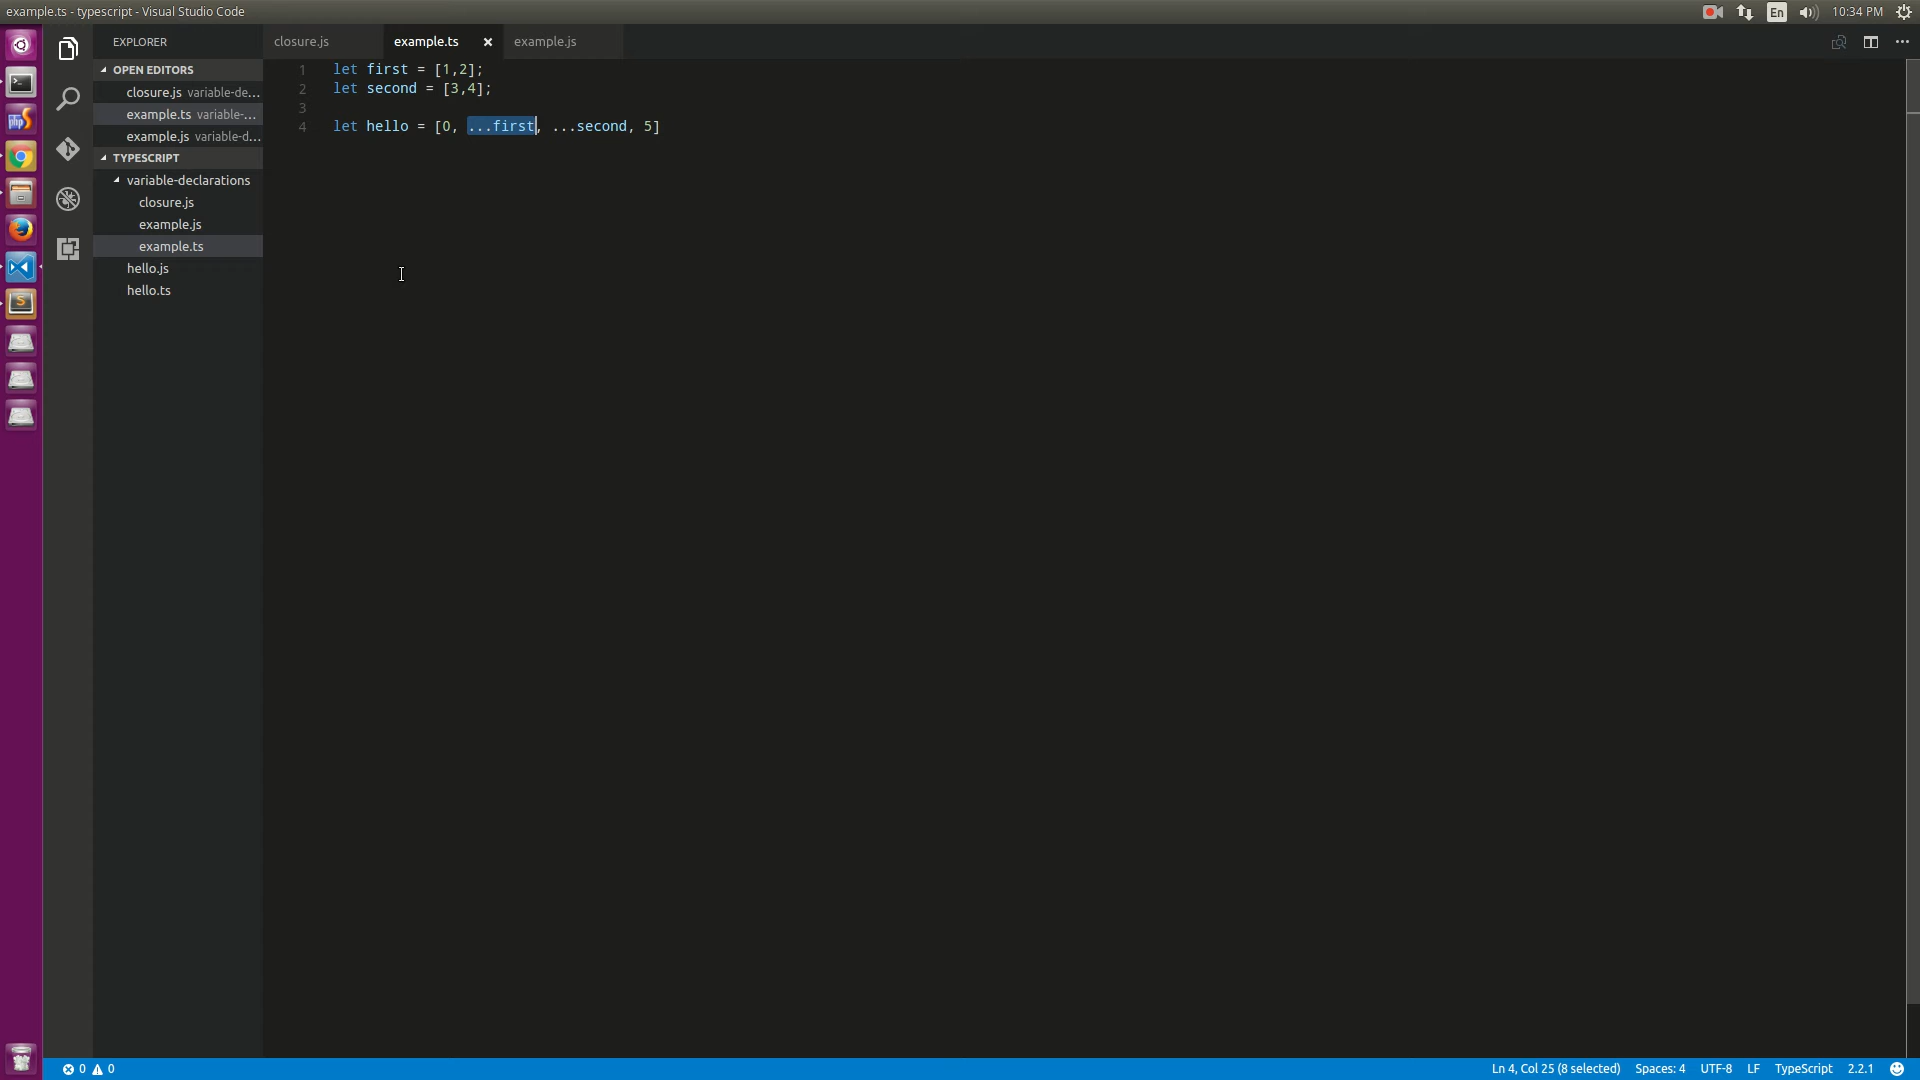 example.ts - typescript - Visual Studio Code
En
10:34 PM
EXPLORER
OPEN EDITORS
closure.js variable-de...
example.ts variable-...
example.js variable-d...
TYPESCRIPT
variable-declarations
closure.js
example.js
example.ts
hello.js
hello.ts
closure.js
example.ts
example.js
1 let first = [1,2];
2 let second = [3,4];
3
4 let hello = [0, ...first, ...second, 5]
php
S
0 0
Ln 4, Col 25 (8 selected)
Spaces: 4
UTF-8
LF
TypeScript
2.2.1